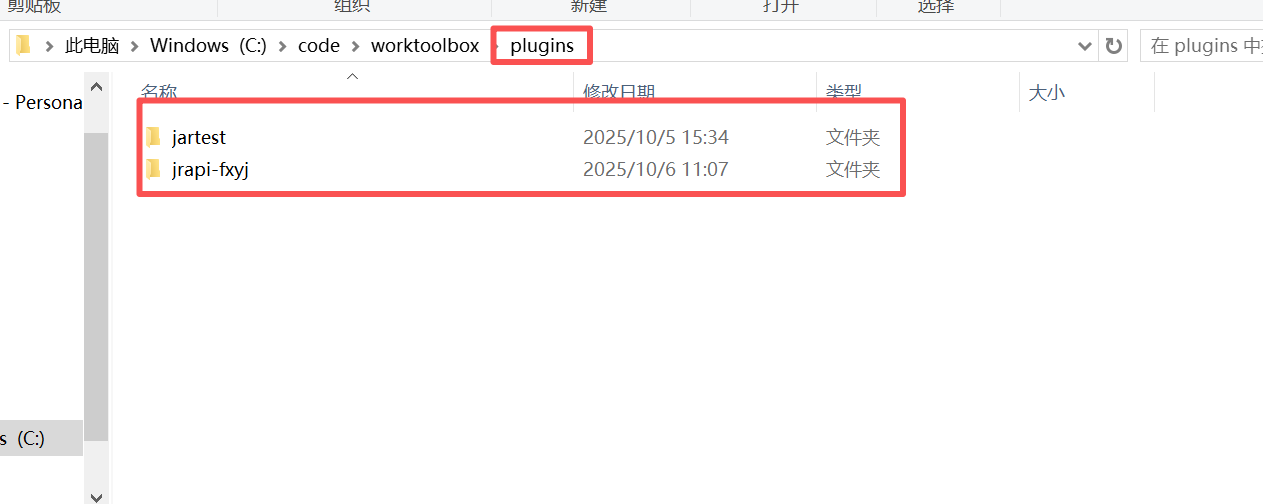 剪贴板 组织 新建 打开 选择
此电脑 Windows (C:) code worktoolbox plugins 在 plugins 中
名称 修改日期 类型 大小
- Persona
jartest 2025/10/5 15:34 文件夹
jrapi-fxyj 2025/10/6 11:07 文件夹
s (C:)